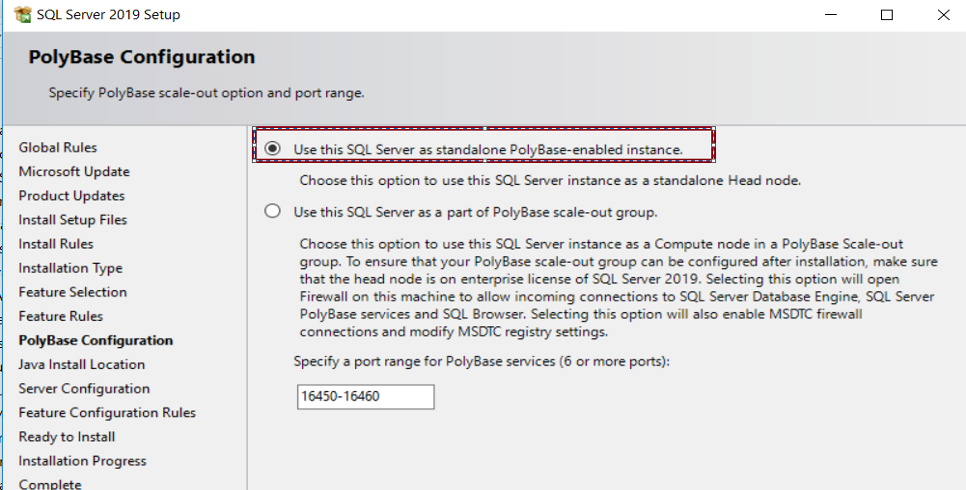 SQL Server 2019 Setup
PolyBase Configuration
Specify PolyBase scale-out option and port range.
Global Rules
Microsoft Update
Product Updates
Install Setup Files
Install Rules
Installation Type
Feature Selection
Feature Rules
PolyBase Configuration
Java Install Location
Server Configuration
Feature Configuration Rules
Ready to Install
Installation Progress
Complete
Use this SQL Server as standalone PolyBase-enabled instance.
Choose this option to use this SQL Server instance as a standalone Head node.
Use this SQL Server as a part of PolyBase scale-out group.
Choose this option to use this SQL Server instance as a Compute node in a PolyBase Scale-out
group. To ensure that your PolyBase scale-out group can be configured after installation, make sure
that the head node is on enterprise license of SQL Server 2019. Selecting this option will open
Firewall on this machine to allow incoming connections to SQL Server Database Engine, SQL Server
PolyBase services and SQL Browser. Selecting this option will also enable MSDTC firewall
connections and modify MSDTC registry settings.
Specify a port range for PolyBase services (6 or more ports):
16450-16460